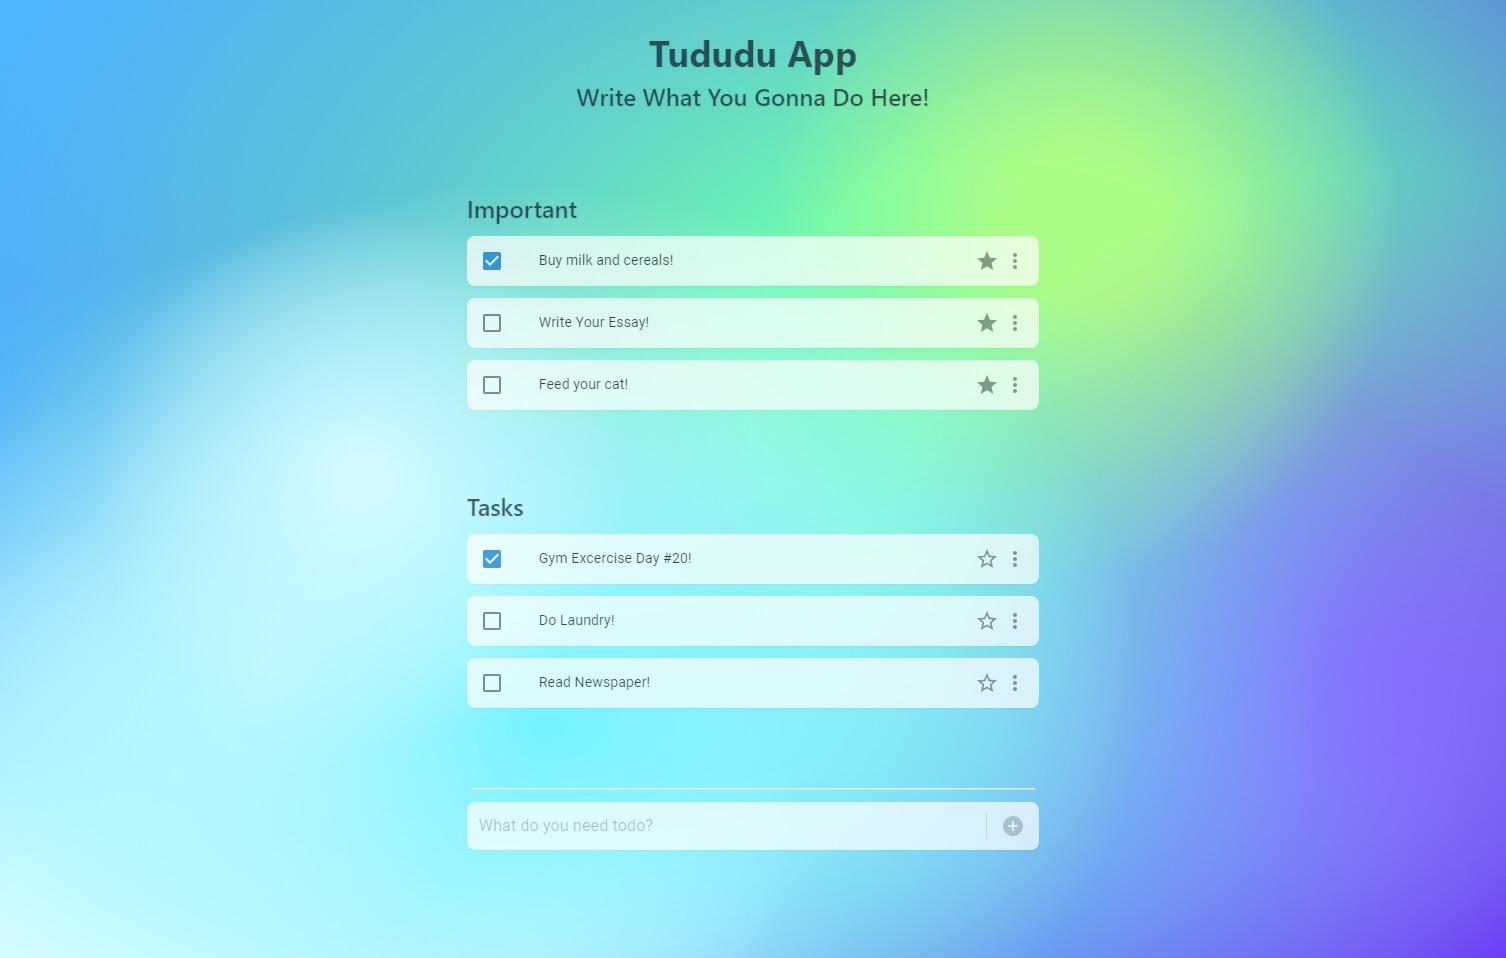 Tududu App
Write What You Gonna Do Here!
Important
Buy milk and cereals!
Write Your Essay!
Feed your cat!
Tasks
Gym Excercise Day #20!
Do Laundry!
Read Newspaper!
What do you need todo?